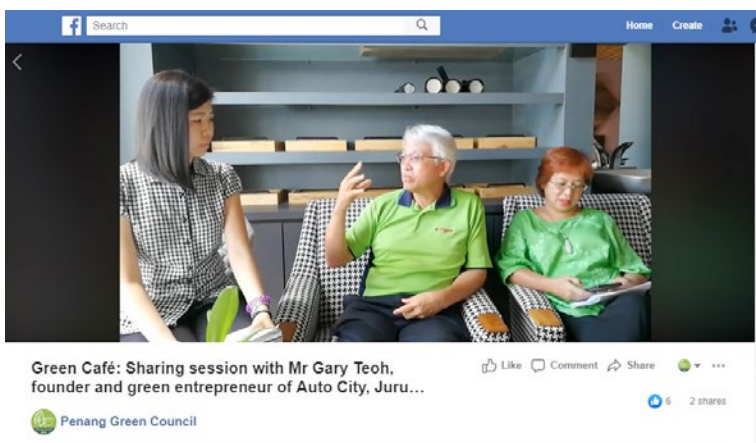 f Search Home Create
Green Café: Sharing session with Mr Gary Teoh,
founder and green entrepreneur of Auto City, Juru...
Like Comment Share
6 2 shares
Penang Green Council